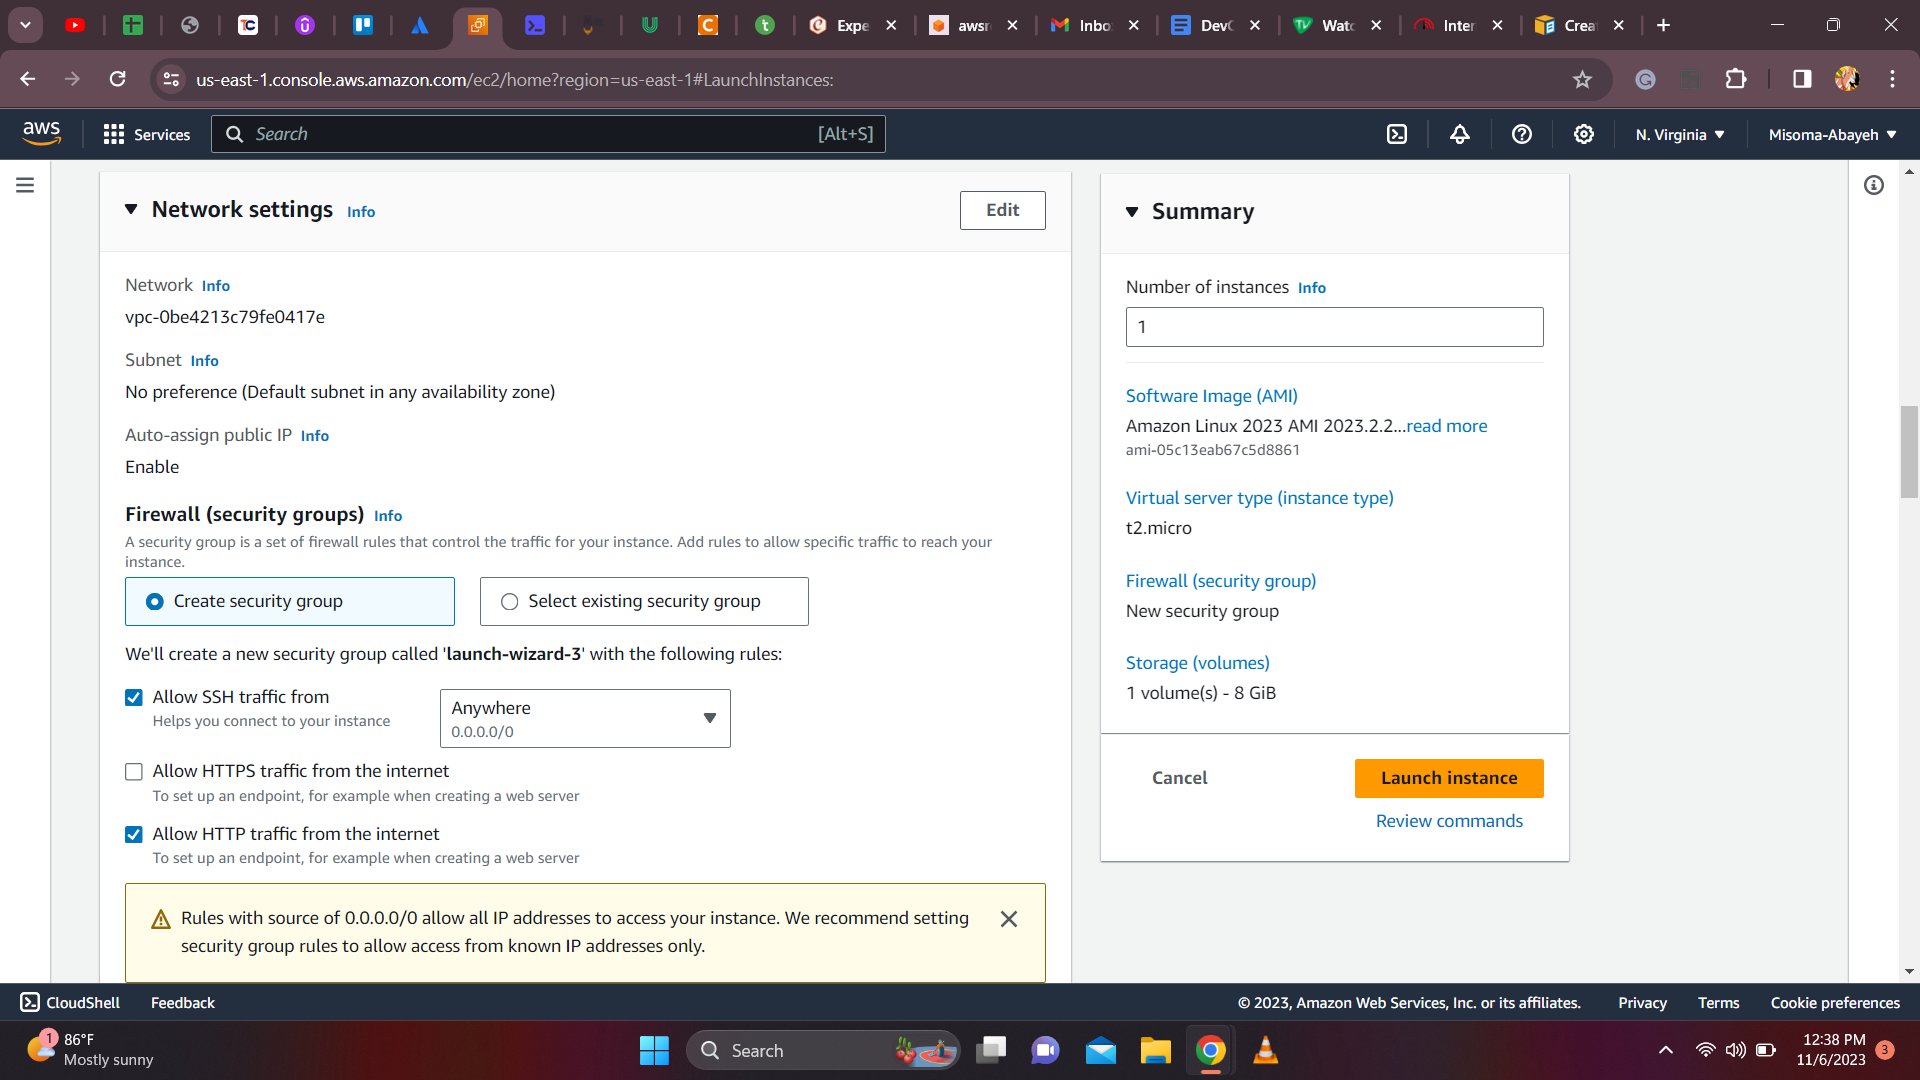 Expe
awsr
Inbo
Dev
Watc
Inter
Crea
us-east-1.console.aws.amazon.com/ec2/home?region=us-east-1#LaunchInstances:
aws
Services
Search
[Alt+S]
N. Virginia
Misoma-Abayeh
Network settings Info
Edit
Network Info
vpc-0be4213c79fe0417e
Subnet Info
No preference (Default subnet in any availability zone)
Auto-assign public IP Info
Enable
Firewall (security groups) Info
A security group is a set of firewall rules that control the traffic for your instance. Add rules to allow specific traffic to reach your
instance.
Create security group
Select existing security group
We'll create a new security group called 'launch-wizard-3' with the following rules:
Allow SSH traffic from
Helps you connect to your instance
Anywhere
0.0.0.0/0
Allow HTTPS traffic from the internet
To set up an endpoint, for example when creating a web server
Allow HTTP traffic from the internet
To set up an endpoint, for example when creating a web server
Rules with source of 0.0.0.0/0 allow all IP addresses to access your instance. We recommend setting
security group rules to allow access from known IP addresses only.
Summary
Number of instances Info
1
Software Image (AMI)
Amazon Linux 2023 AMI 2023.2.2...read more
ami-05c13eab67c5d8861
Virtual server type (instance type)
t2.micro
Firewall (security group)
New security group
Storage (volumes)
1 volume(s) - 8 GiB
Cancel
Launch instance
Review commands
CloudShell
Feedback
© 2023, Amazon Web Services, Inc. or its affiliates.
Privacy
Terms
Cookie preferences
1
86°F
Mostly sunny
Search
12:38 PM
11/6/2023
3